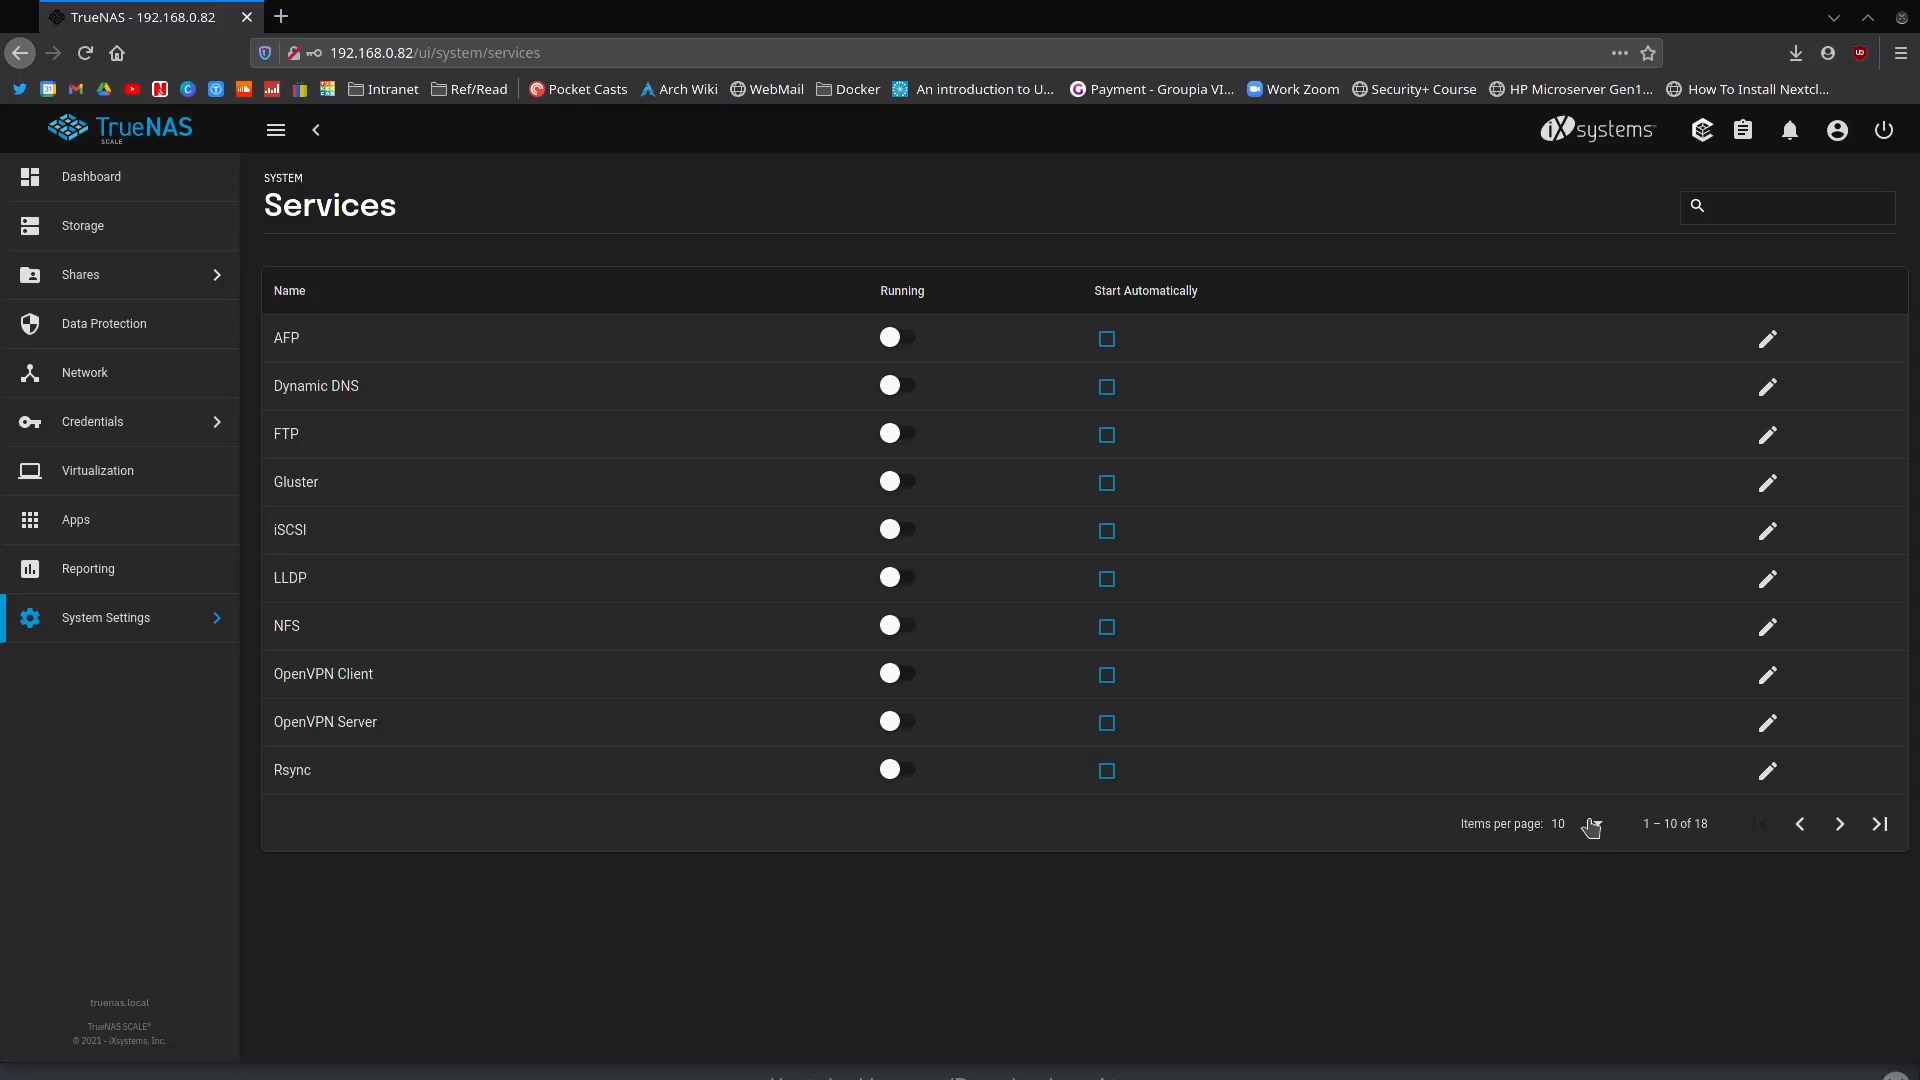 TrueNAS - 192.168.0.82
192.168.0.82/ui/system/services
Intranet
Ref/Read
Pocket Casts
Arch Wiki
WebMail
Docker
An introduction to U...
Payment - Groupia VI...
Work Zoom
Security+ Course
HP Microserver Gen1...
How To Install Nextcl...
TrueNAS
SCALE
iXsystems
Dashboard
Storage
Shares
Data Protection
Network
Credentials
Virtualization
Apps
Reporting
System Settings
truenas.local
TrueNAS SCALE®
© 2021 - iXsystems, Inc.
SYSTEM
Services
Name Running Start Automatically
AFP
Dynamic DNS
FTP
Gluster
iSCSI
LLDP
NFS
OpenVPN Client
OpenVPN Server
Rsync
Items per page: 10 1 – 10 of 18